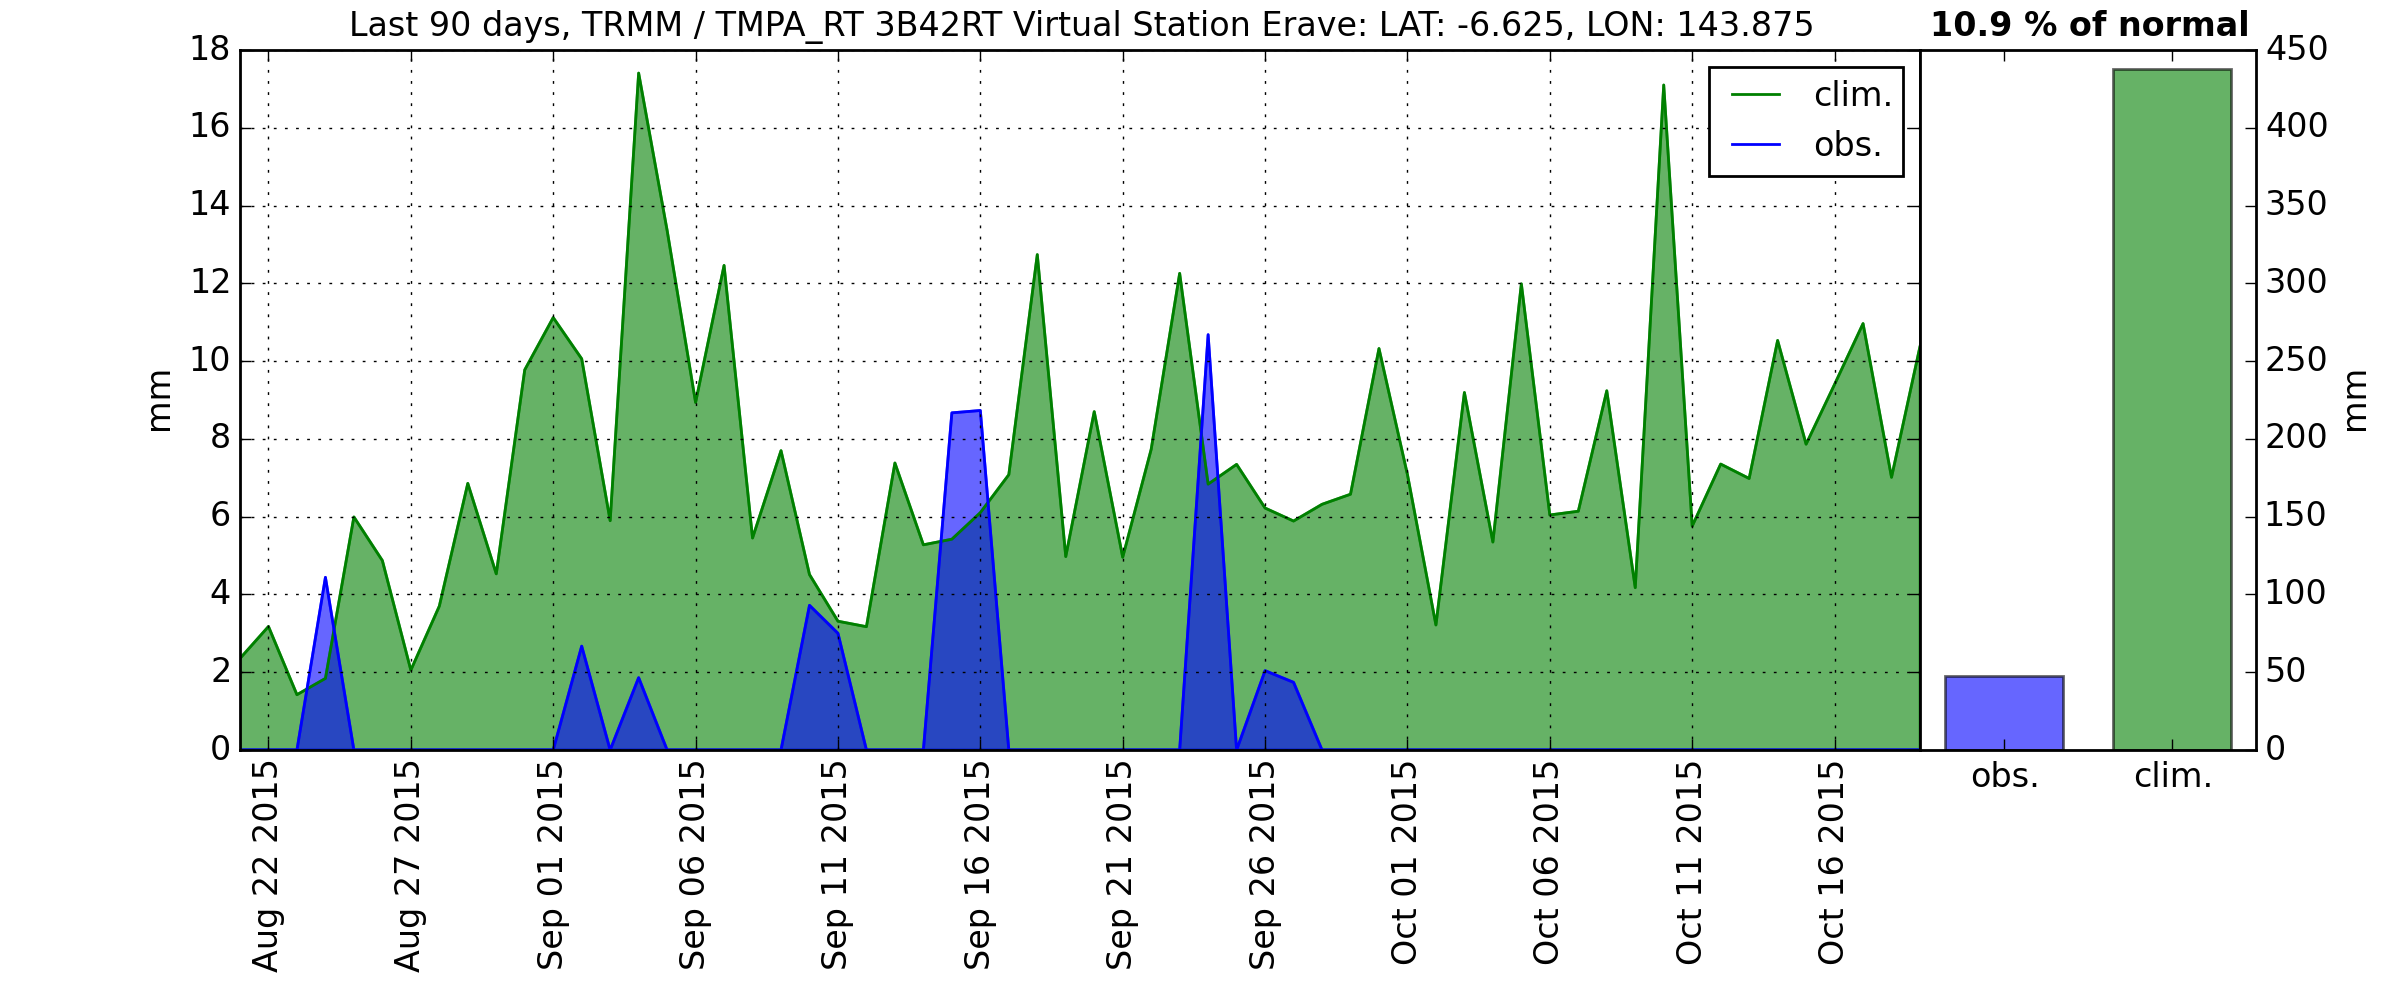 Last 90 days, TRMM / TMPA_RT 3B42RT Virtual Station Erave: LAT: -6.625, LON: 143.875
10.9 % of normal
18
16
14
12
10
8
6
4
2
0
mm
clim.
obs.
450
400
350
300
250
200
150
100
50
0
mm
Aug 22 2015
Aug 27 2015
Sep 01 2015
Sep 06 2015
Sep 11 2015
Sep 16 2015
Sep 21 2015
Sep 26 2015
Oct 01 2015
Oct 06 2015
Oct 11 2015
Oct 16 2015
obs.
clim.